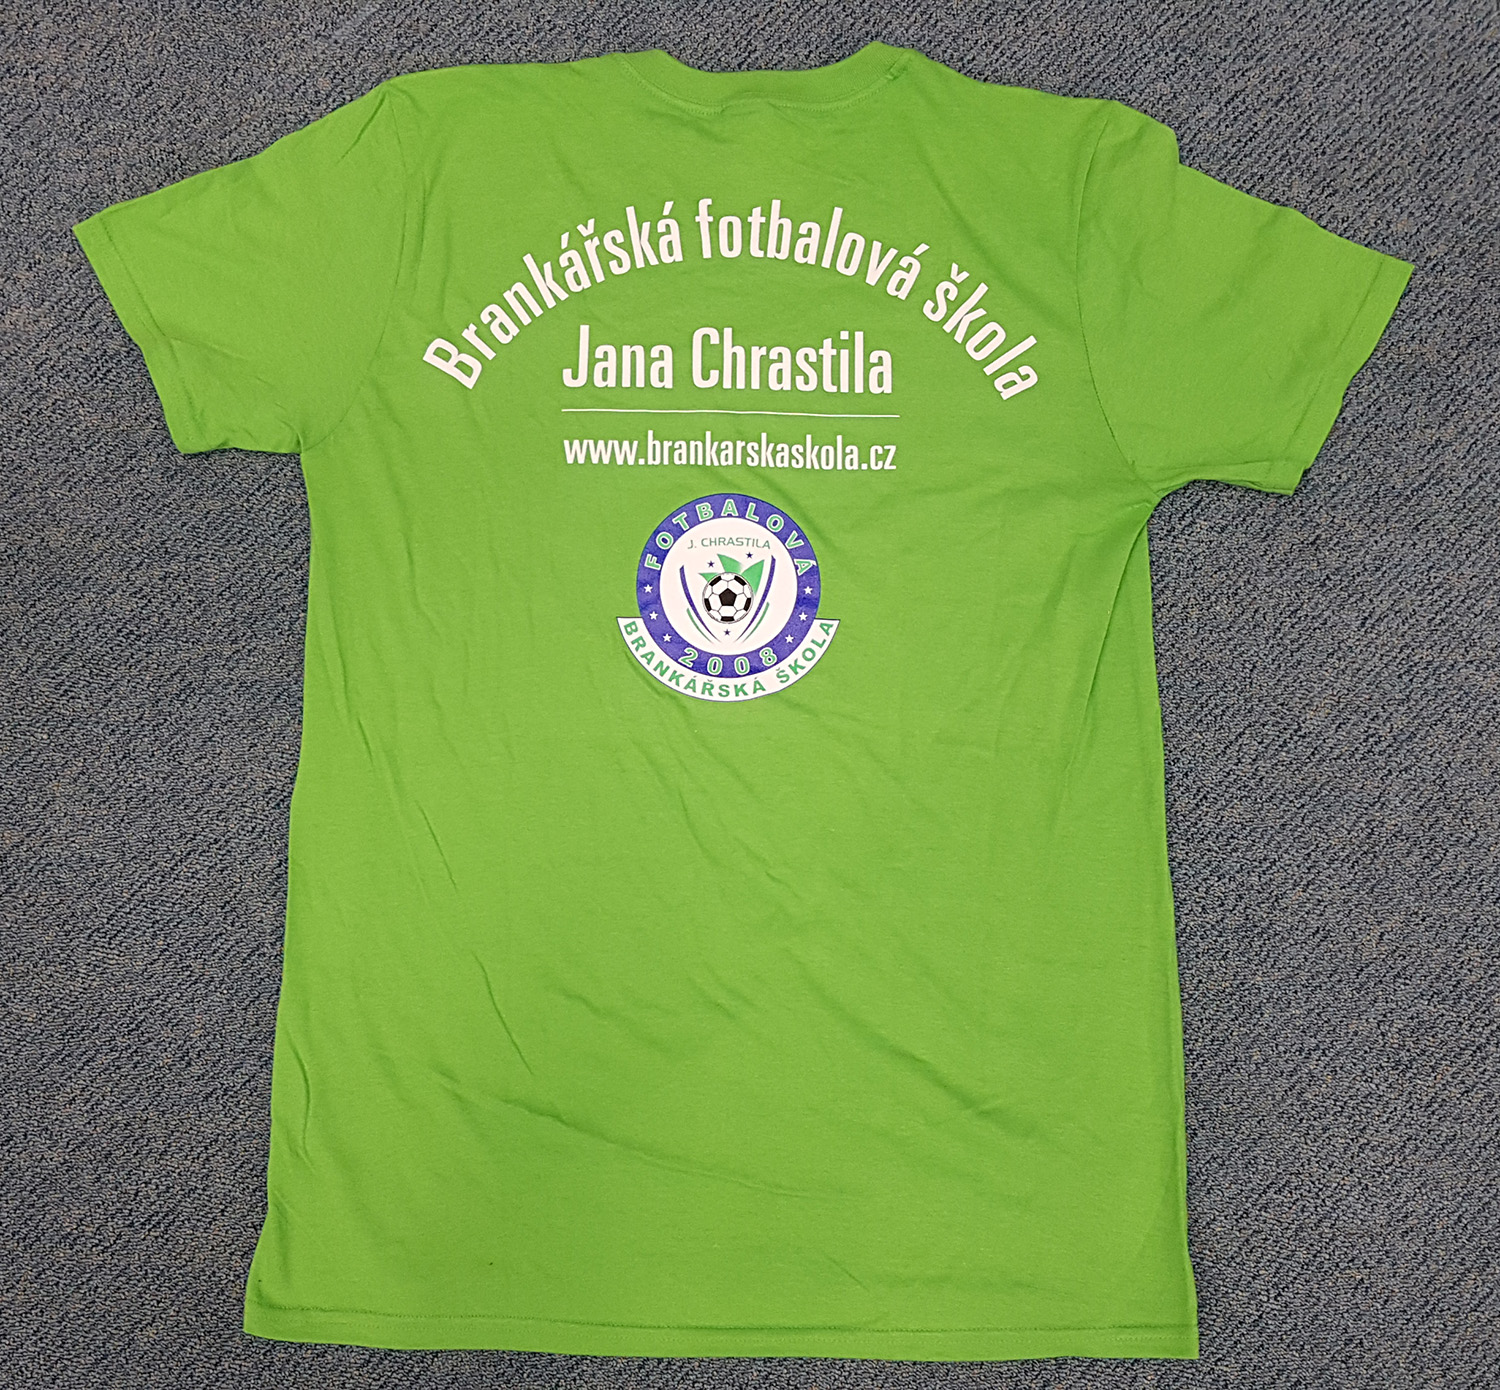 Brankářská fotbalová škola
Jana Chrastila
www.brankarskaskola.cz
FOTBALOVÁ
J. CHRASTILA
2008
BRANKÁŘSKÁ ŠKOLA